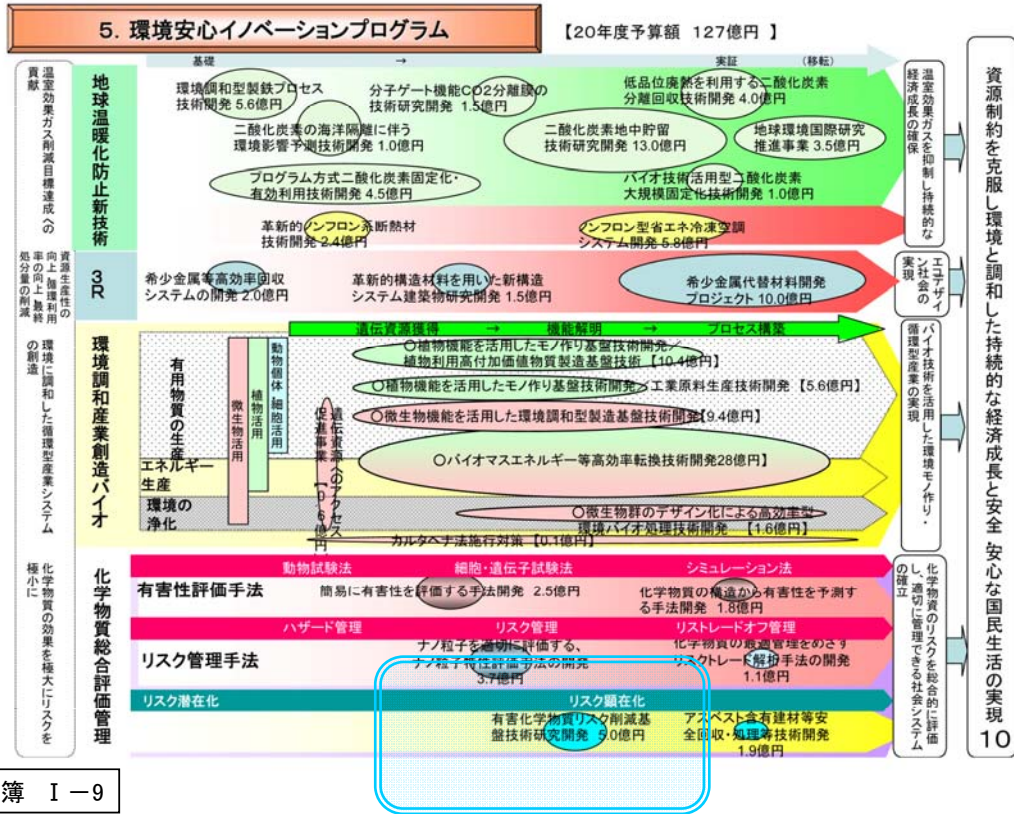 5. 環境安心イノベーションプログラム
【20年度予算額 127億円 】
基礎 → 実証 (移転)
温室効果ガス削減目標達成への
貢献
地球温暖化防止新技術
環境調和型製鉄プロセス
技術開発 5.6億円
分子ゲート機能CO2分離膜の
技術研究開発 1.5億円
低品位廃熱を利用する二酸化炭素
分離回収技術開発 4.0億円
二酸化炭素の海洋隔離に伴う
環境影響予測技術開発 1.0億円
二酸化炭素地中貯留
技術研究開発 13.0億円
地球環境国際研究
推進事業 3.5億円
プログラム方式二酸化炭素固定化・
有効利用技術開発 4.5億円
バイオ技術活用型二酸化炭素
大規模固定化技術開発 1.0億円
革新的ノンフロン系断熱材
技術開発 2.4億円
ノンフロン型省エネ冷凍空調
システム開発 5.8億円
温室効果ガスを抑制し持続的な
経済成長の確保
資源生産性の
向上(循環利用
率の向上、最終
処分量の削減
3R
希少金属等高効率回収
システムの開発 2.0億円
革新的構造材料を用いた新構造
システム建築物研究開発 1.5億円
希少金属代替材料開発
プロジェクト 10.0億円
エコデザイ
ン社会の
実現
環境に調和した循環型産業システム
の創造
環境調和産業創造バイオ
遺伝資源獲得 → 機能解明 → プロセス構築
有用物質の生産
微生物活用
植物活用
動物個体・細胞活用
遺伝資源へのアクセス
促進事業 【0.6億円】
○植物機能を活用したモノ作り基盤技術開発／
植物利用高付加価値物質製造基盤技術 【10.4億円】
○植物機能を活用したモノ作り基盤技術開発／工業原料生産技術開発 【5.6億円】
○微生物機能を活用した環境調和型製造基盤技術開発【9.4億円】
エネルギー
生産
○バイオマスエネルギー等高効率転換技術開発28億円】
環境の
浄化
○微生物群のデザイン化による高効率型
環境バイオ処理技術開発 【1.6億円】
カルタヘナ法施行対策 【0.1億円】
バイオ技術を活用した環境モノ作り・
循環型産業の実現
化学物質の効果を極大にリスクを
極小に
化学物質総合評価管理
動物試験法 細胞・遺伝子試験法 シミュレーション法
有害性評価手法
簡易に有害性を評価する手法開発 2.5億円
化学物質の構造から有害性を予測す
る手法開発 1.8億円
ハザード管理 リスク管理 リストレードオフ管理
リスク管理手法
ナノ粒子を適切に評価する、
ナノ粒子特性評価手法の開発
3.7億円
化学物質の最適管理をめざす
リスクトレード解析手法の開発
1.1億円
リスク潜在化 リスク顕在化
有害化学物質リスク削減基
盤技術研究開発 5.0億円
アスベスト含有建材等安
全回収・処理等技術開発
1.9億円
化学物資のリスクを総合的に評価
し、適切に管理できる社会システム
の確立
資源制約を克服し環境と調和した持続的な経済成長と安全・安心な国民生活の実現
10
簿 Ⅰ－9